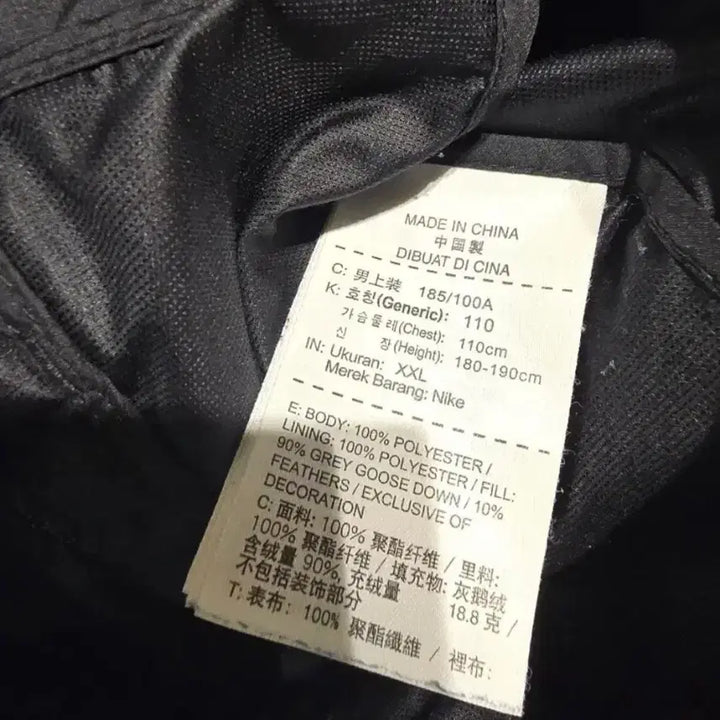 MADE IN CHINA
中國製
DIBUAT DI CINA
C: 男上装 185/100A
K: 호칭(Generic): 110
가슴둘레(Chest): 110cm
신 장(Height): 180-190cm
IN: Ukuran: XXL
Merek Barang: Nike
E: BODY: 100% POLYESTER /
LINING: 100% POLYESTER / FILL:
90% GREY GOOSE DOWN / 10%
FEATHERS / EXCLUSIVE OF
DECORATION
C: 面料: 100% 聚酯纤维 / 里料:
100% 聚酯纤维 / 填充物: 灰鹅绒
含绒量 90%, 充绒量 18.8 克 /
不包括装饰部分
T: 表布: 100% 聚酯纖維 / 裡布: